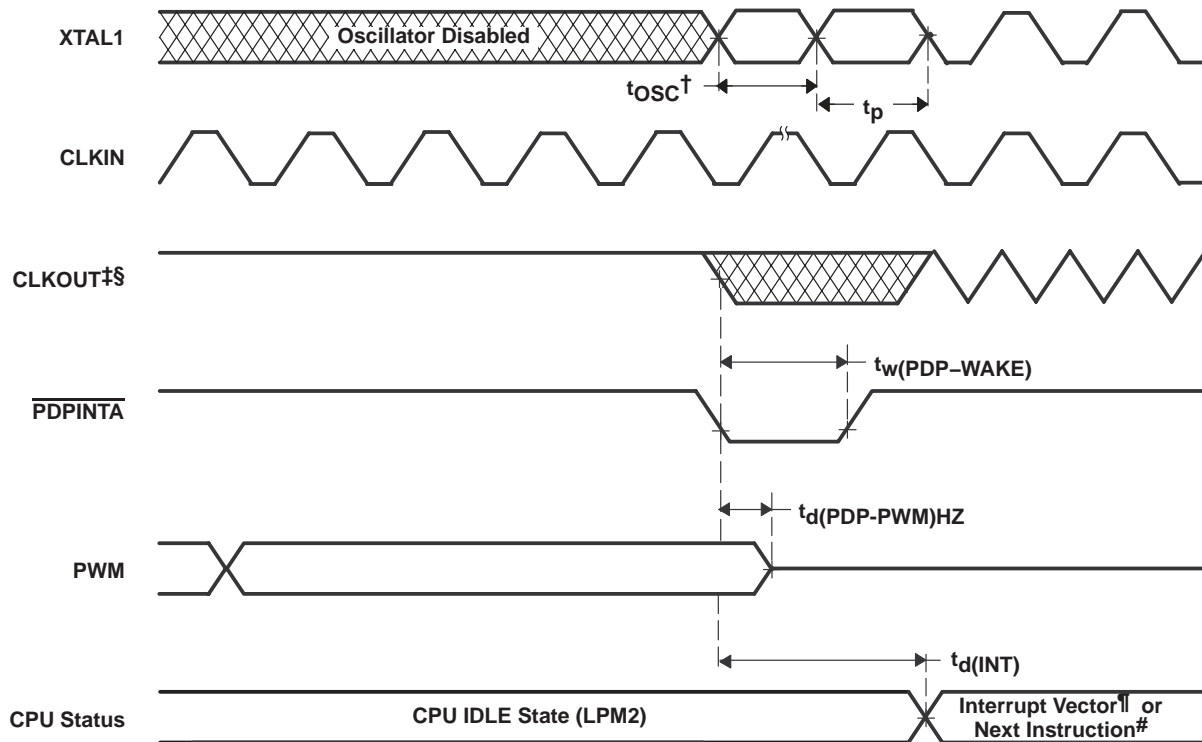 XTAL1
Oscillator Disabled
tOSC†
tp
CLKIN
CLKOUT‡§
tw(PDP–WAKE)
PDPINTA
td(PDP-PWM)HZ
PWM
td(INT)
CPU Status
CPU IDLE State (LPM2)
Interrupt Vector¶ or
Next Instruction#